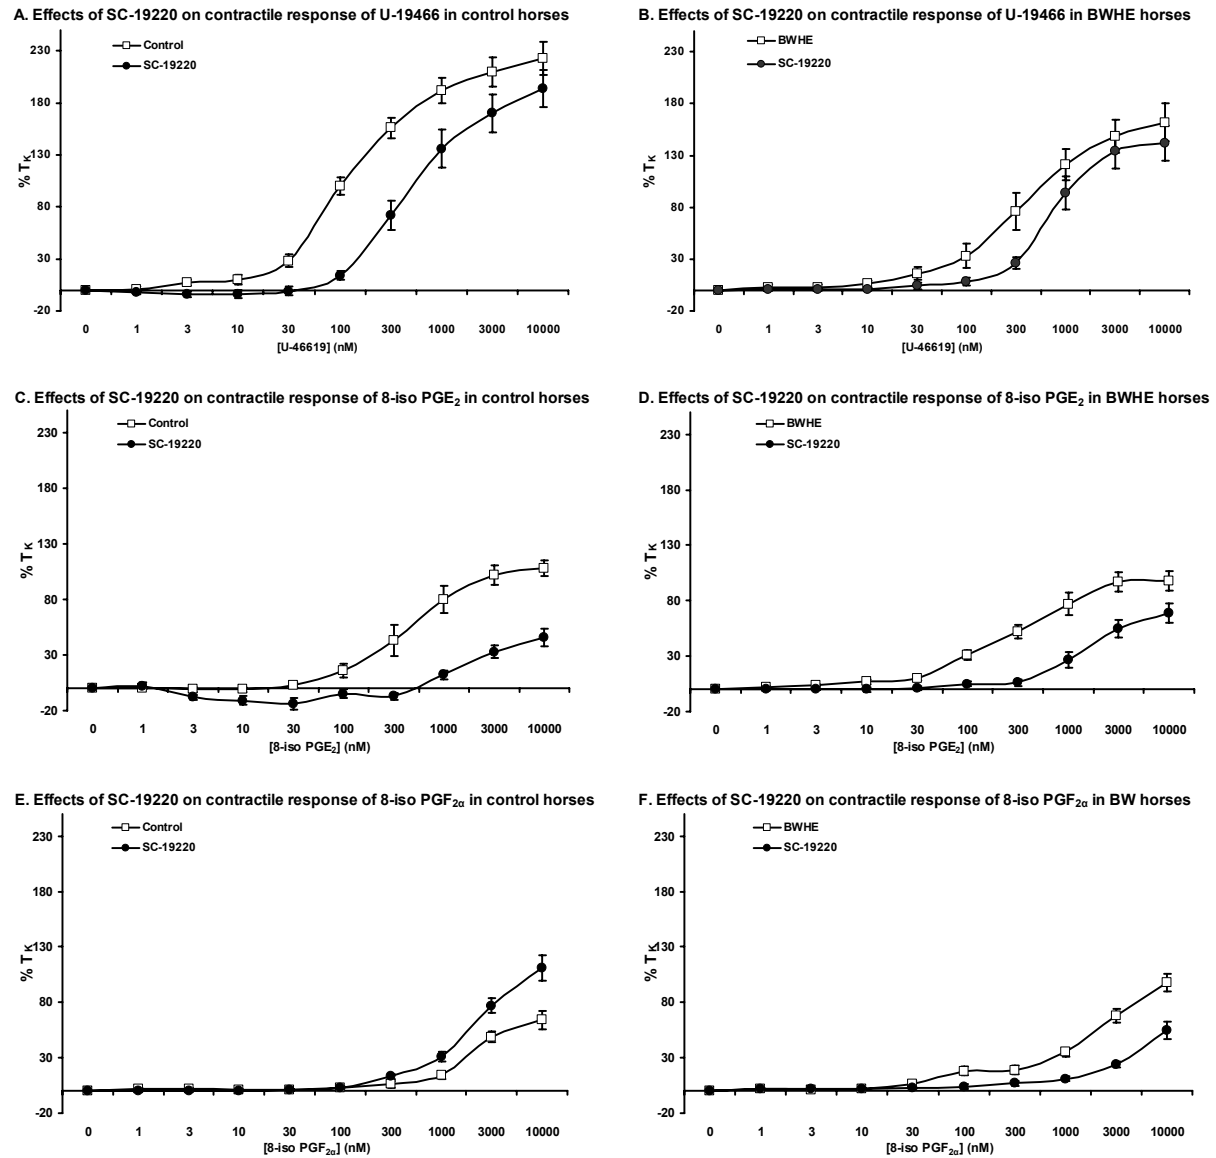 A. Effects of SC-19220 on contractile response of U-19466 in control horses
Control
SC-19220
230
180
130
80
30
-20
% TK
0 1 3 10 30 100 300 1000 3000 10000
[U-46619] (nM)
B. Effects of SC-19220 on contractile response of U-19466 in BWHE horses
BWHE
SC-19220
230
180
130
80
30
-20
% TK
0 1 3 10 30 100 300 1000 3000 10000
[U-46619] (nM)
C. Effects of SC-19220 on contractile response of 8-iso PGE2 in control horses
Control
SC-19220
230
180
130
80
30
-20
% TK
0 1 3 10 30 100 300 1000 3000 10000
[8-iso PGE2] (nM)
D. Effects of SC-19220 on contractile response of 8-iso PGE2 in BWHE horses
BWHE
SC-19220
230
180
130
80
30
-20
% TK
0 1 3 10 30 100 300 1000 3000 10000
[8-iso PGE2] (nM)
E. Effects of SC-19220 on contractile response of 8-iso PGF2α in control horses
Control
SC-19220
230
180
130
80
30
-20
% TK
0 1 3 10 30 100 300 1000 3000 10000
[8-iso PGF2α] (nM)
F. Effects of SC-19220 on contractile response of 8-iso PGF2α in BW horses
BWHE
SC-19220
230
180
130
80
30
-20
% TK
0 1 3 10 30 100 300 1000 3000 10000
[8-iso PGF2α] (nM)